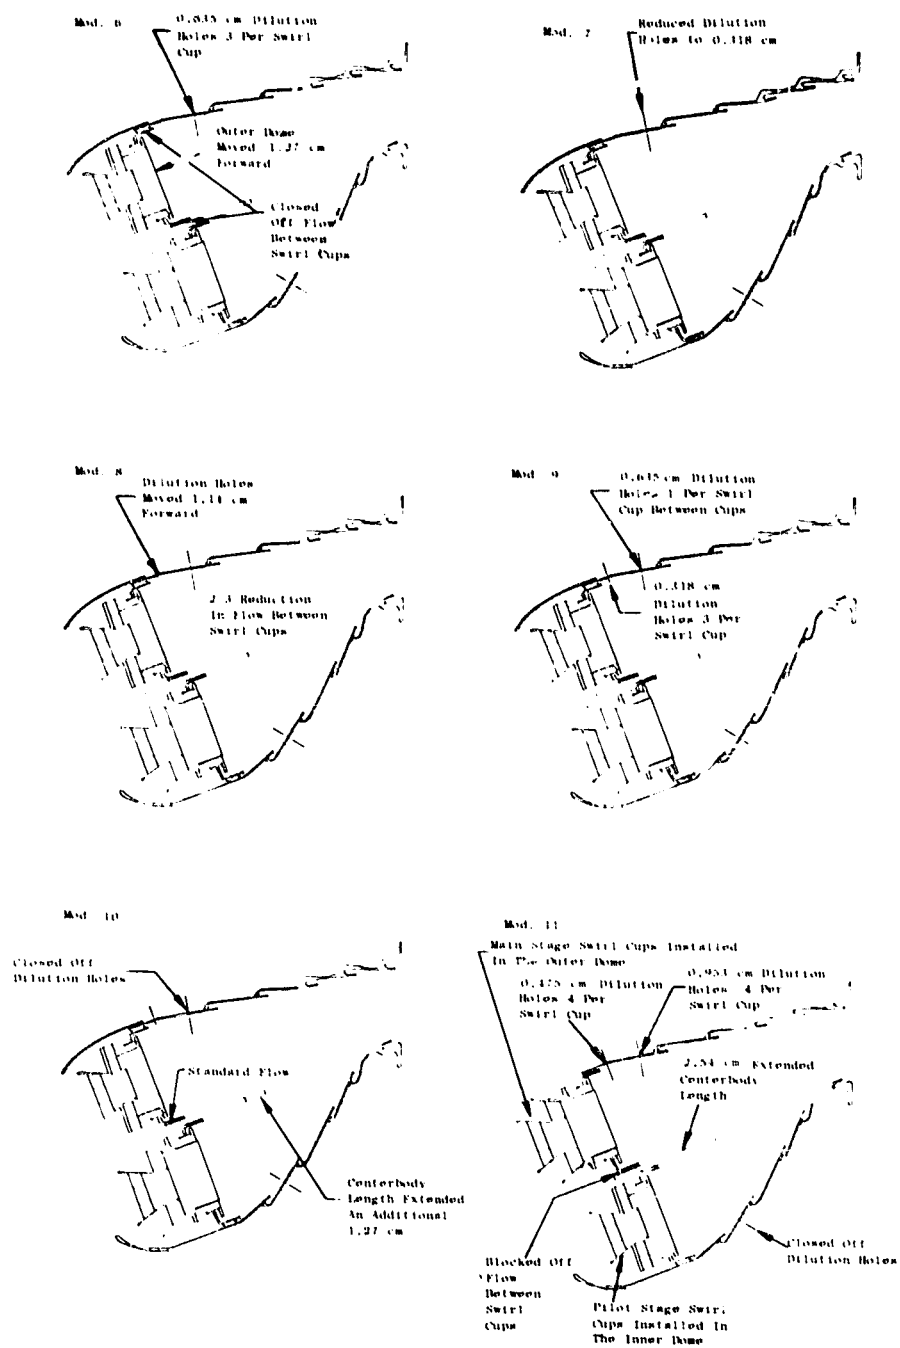 Mod. 6
0.635 cm Dilution
Holes 3 Per Swirl
Cup
Outer Dome
Moved 1.27 cm
Forward
Closed
Off Flow
Between
Swirl Cups
Mod. 7
Reduced Dilution
Holes to 0.318 cm
Mod. 8
Dilution Holes
Moved 1.14 cm
Forward
2/3 Reduction
In Flow Between
Swirl Cups
Mod. 9
0.635 cm Dilution
Holes 1 Per Swirl
Cup Between Cups
0.318 cm
Dilution
Holes 3 Per
Swirl Cup
Mod. 10
Closed Off
Dilution Holes
Standard Flow
Centerbody
Length Extended
An Additional
1.27 cm
Mod. 11
Main Stage Swirl Cups Installed
In The Outer Dome
0.475 cm Dilution
Holes 4 Per
Swirl Cup
0.953 cm Dilution
Holes 4 Per
Swirl Cup
2.54 cm Extended
Centerbody
Length
Blocked Off
Flow
Between
Swirl
Cups
Pilot Stage Swirl
Cups Installed In
The Inner Dome
Closed Off
Dilution Holes